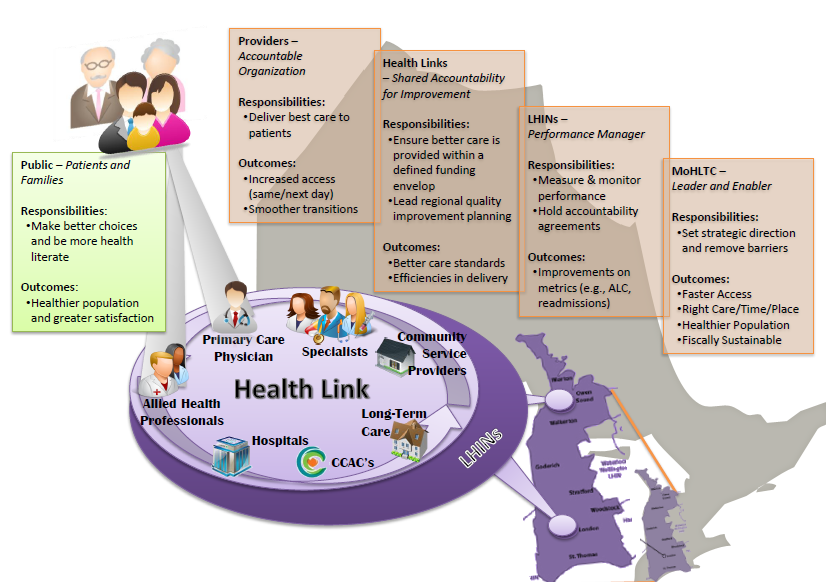 Providers –
Accountable
Organization
Responsibilities:
•Deliver best care to
patients
Outcomes:
•Increased access
(same/next day)
•Smoother transitions
Health Links
– Shared Accountability
for Improvement
Responsibilities:
•Ensure better care is
provided within a
defined funding
envelop
•Lead regional quality
improvement planning
Outcomes:
•Better care standards
•Efficiencies in delivery
LHINs –
Performance Manager
Responsibilities:
•Measure & monitor
performance
•Hold accountability
agreements
Outcomes:
•Improvements on
metrics (e.g., ALC,
readmissions)
MoHLTC –
Leader and Enabler
Responsibilities:
•Set strategic direction
and remove barriers
Outcomes:
•Faster Access
•Right Care/Time/Place
•Healthier Population
•Fiscally Sustainable
Public – Patients and
Families
Responsibilities:
•Make better choices
and be more health
literate
Outcomes:
•Healthier population
and greater satisfaction
Primary Care
Physician
Specialists
Community
Service
Providers
Health Link
Allied Health
Professionals
Long-Term
Care
Hospitals
CCAC's
LHINs
Wiarton
Owen
Sound
Walkerton
Goderich
Waterloo
Wellington
LHIN
Stratford
Woodstock
London
St. Thomas